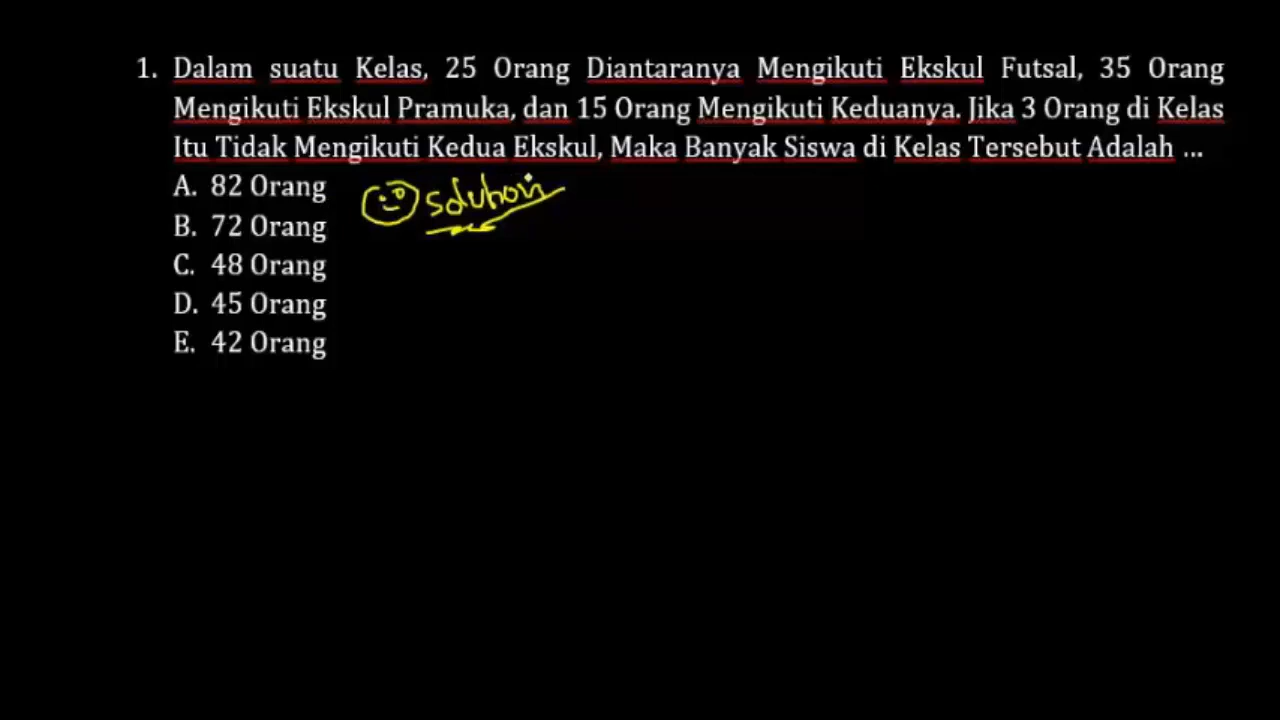 1. Dalam suatu Kelas, 25 Orang Diantaranya Mengikuti Ekskul Futsal, 35 Orang
Mengikuti Ekskul Pramuka, dan 15 Orang Mengikuti Keduanya. Jika 3 Orang di Kelas
Itu Tidak Mengikuti Kedua Ekskul, Maka Banyak Siswa di Kelas Tersebut Adalah ...
A. 82 Orang
solution
B. 72 Orang
C. 48 Orang
D. 45 Orang
E. 42 Orang